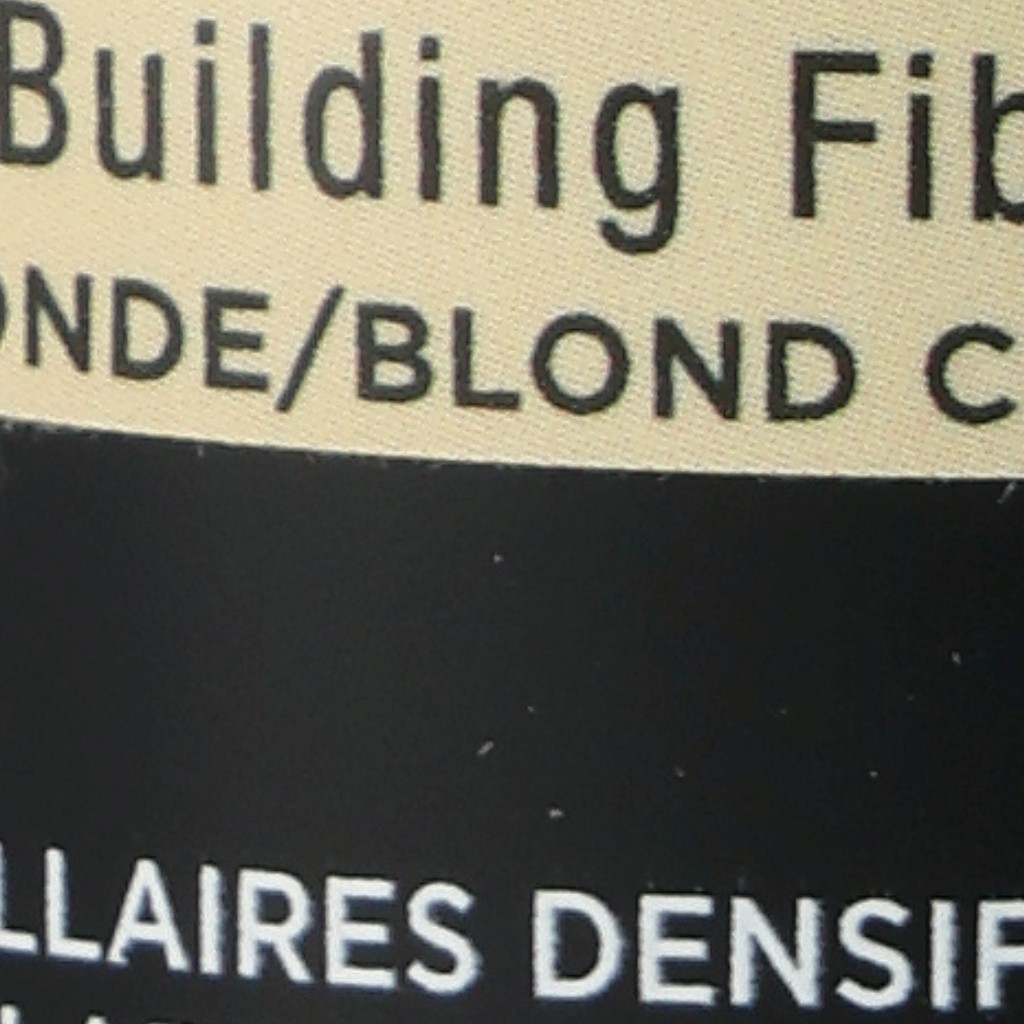 Building Fib
ONDE/BLOND C
LLAIRES DENSIF